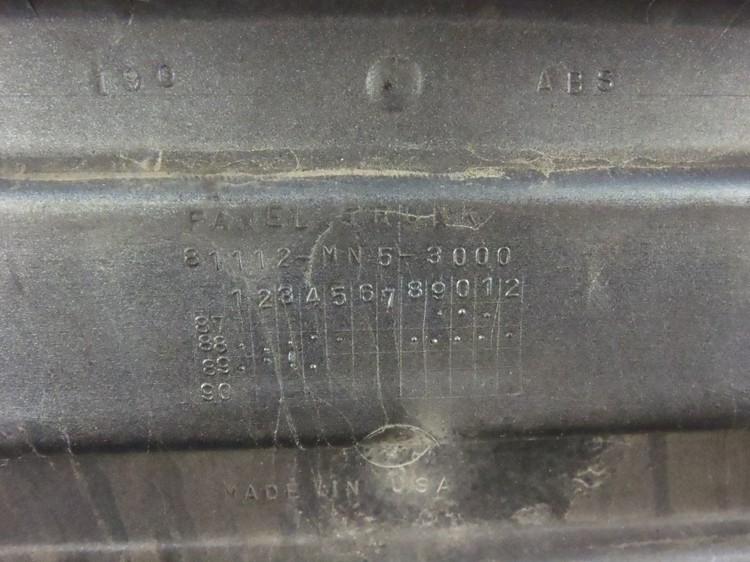 190 ABS
PANEL TRUNK
81112-MN5-3000
1 2 3 4 5 6 7 8 9 0 1 2
87
88
89
90
MADE IN USA